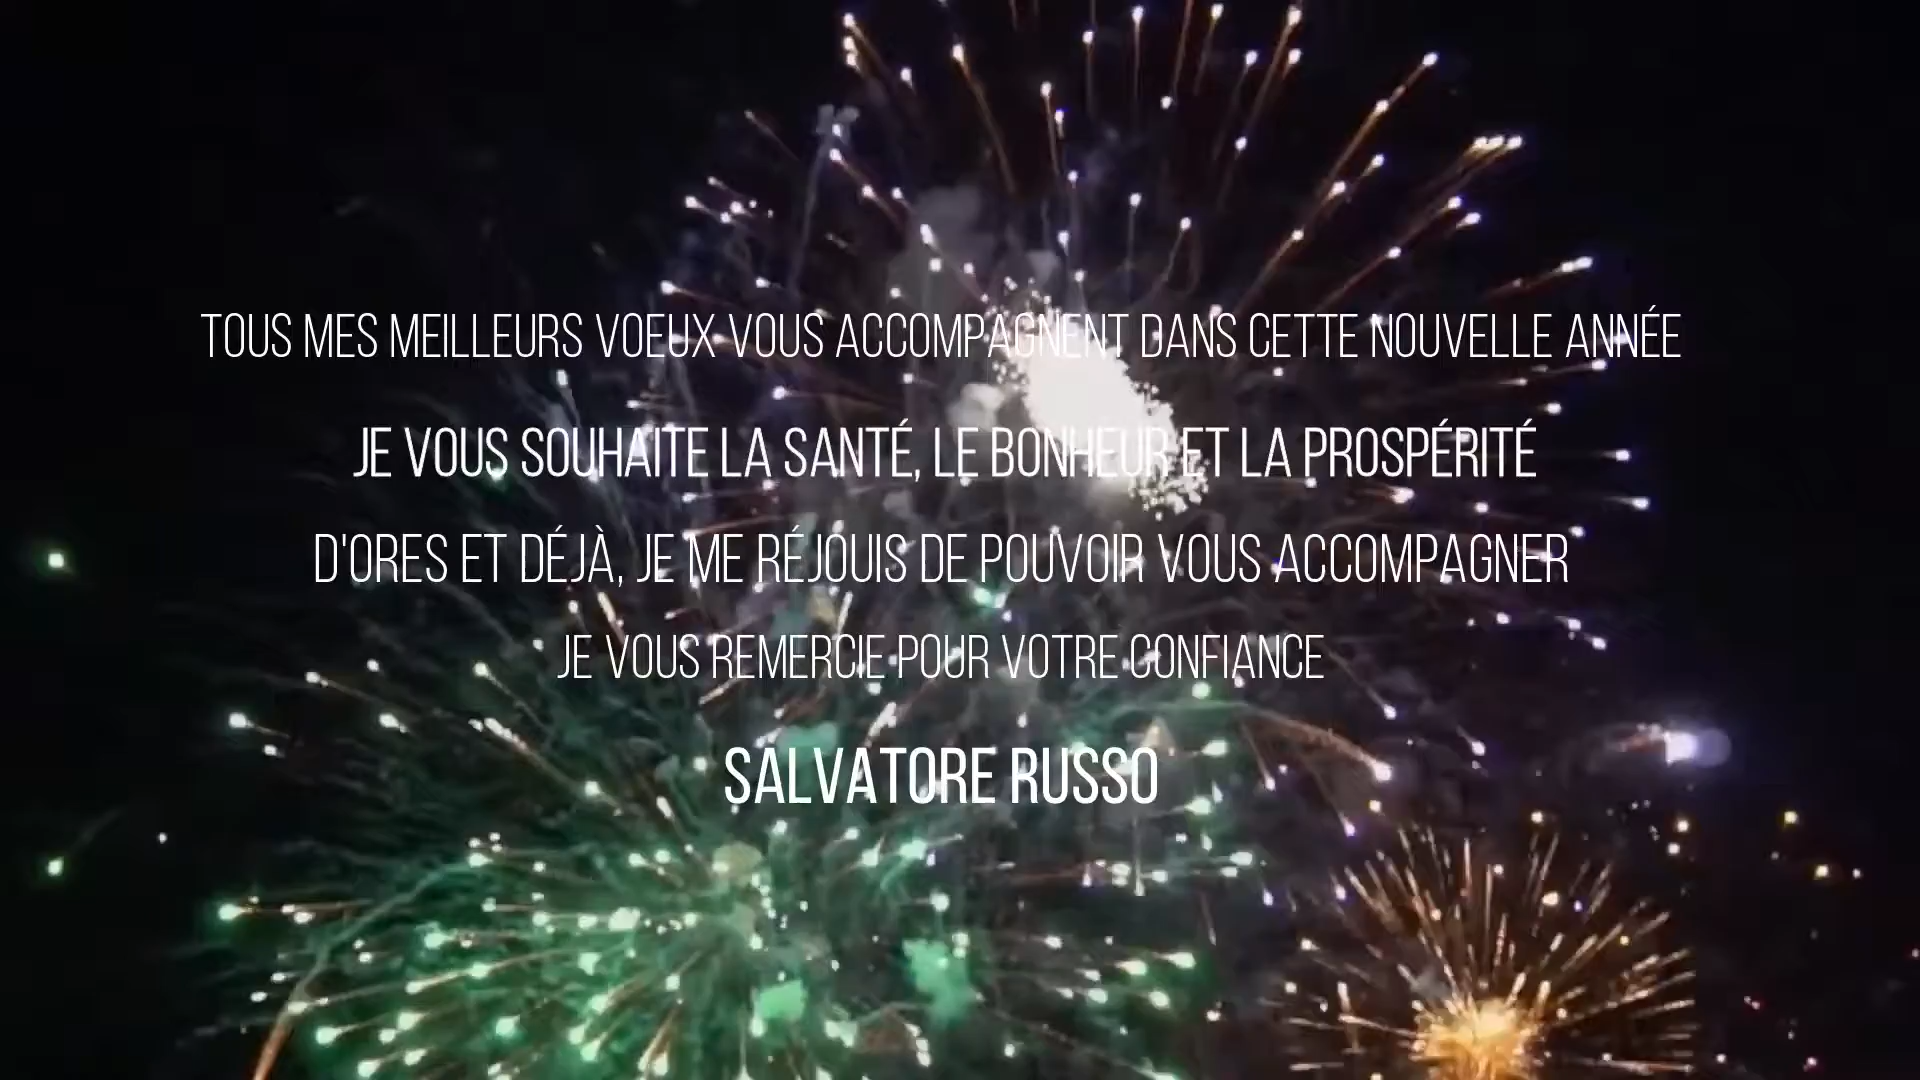 TOUS MES MEILLEURS VOEUX VOUS ACCOMPAGNENT DANS CETTE NOUVELLE ANNÉE
JE VOUS SOUHAITE LA SANTÉ, LE BONHEUR ET LA PROSPÉRITÉ
D'ORES ET DÉJÀ, JE ME RÉJOUIS DE POUVOIR VOUS ACCOMPAGNER
JE VOUS REMERCIE POUR VOTRE CONFIANCE
SALVATORE RUSSO